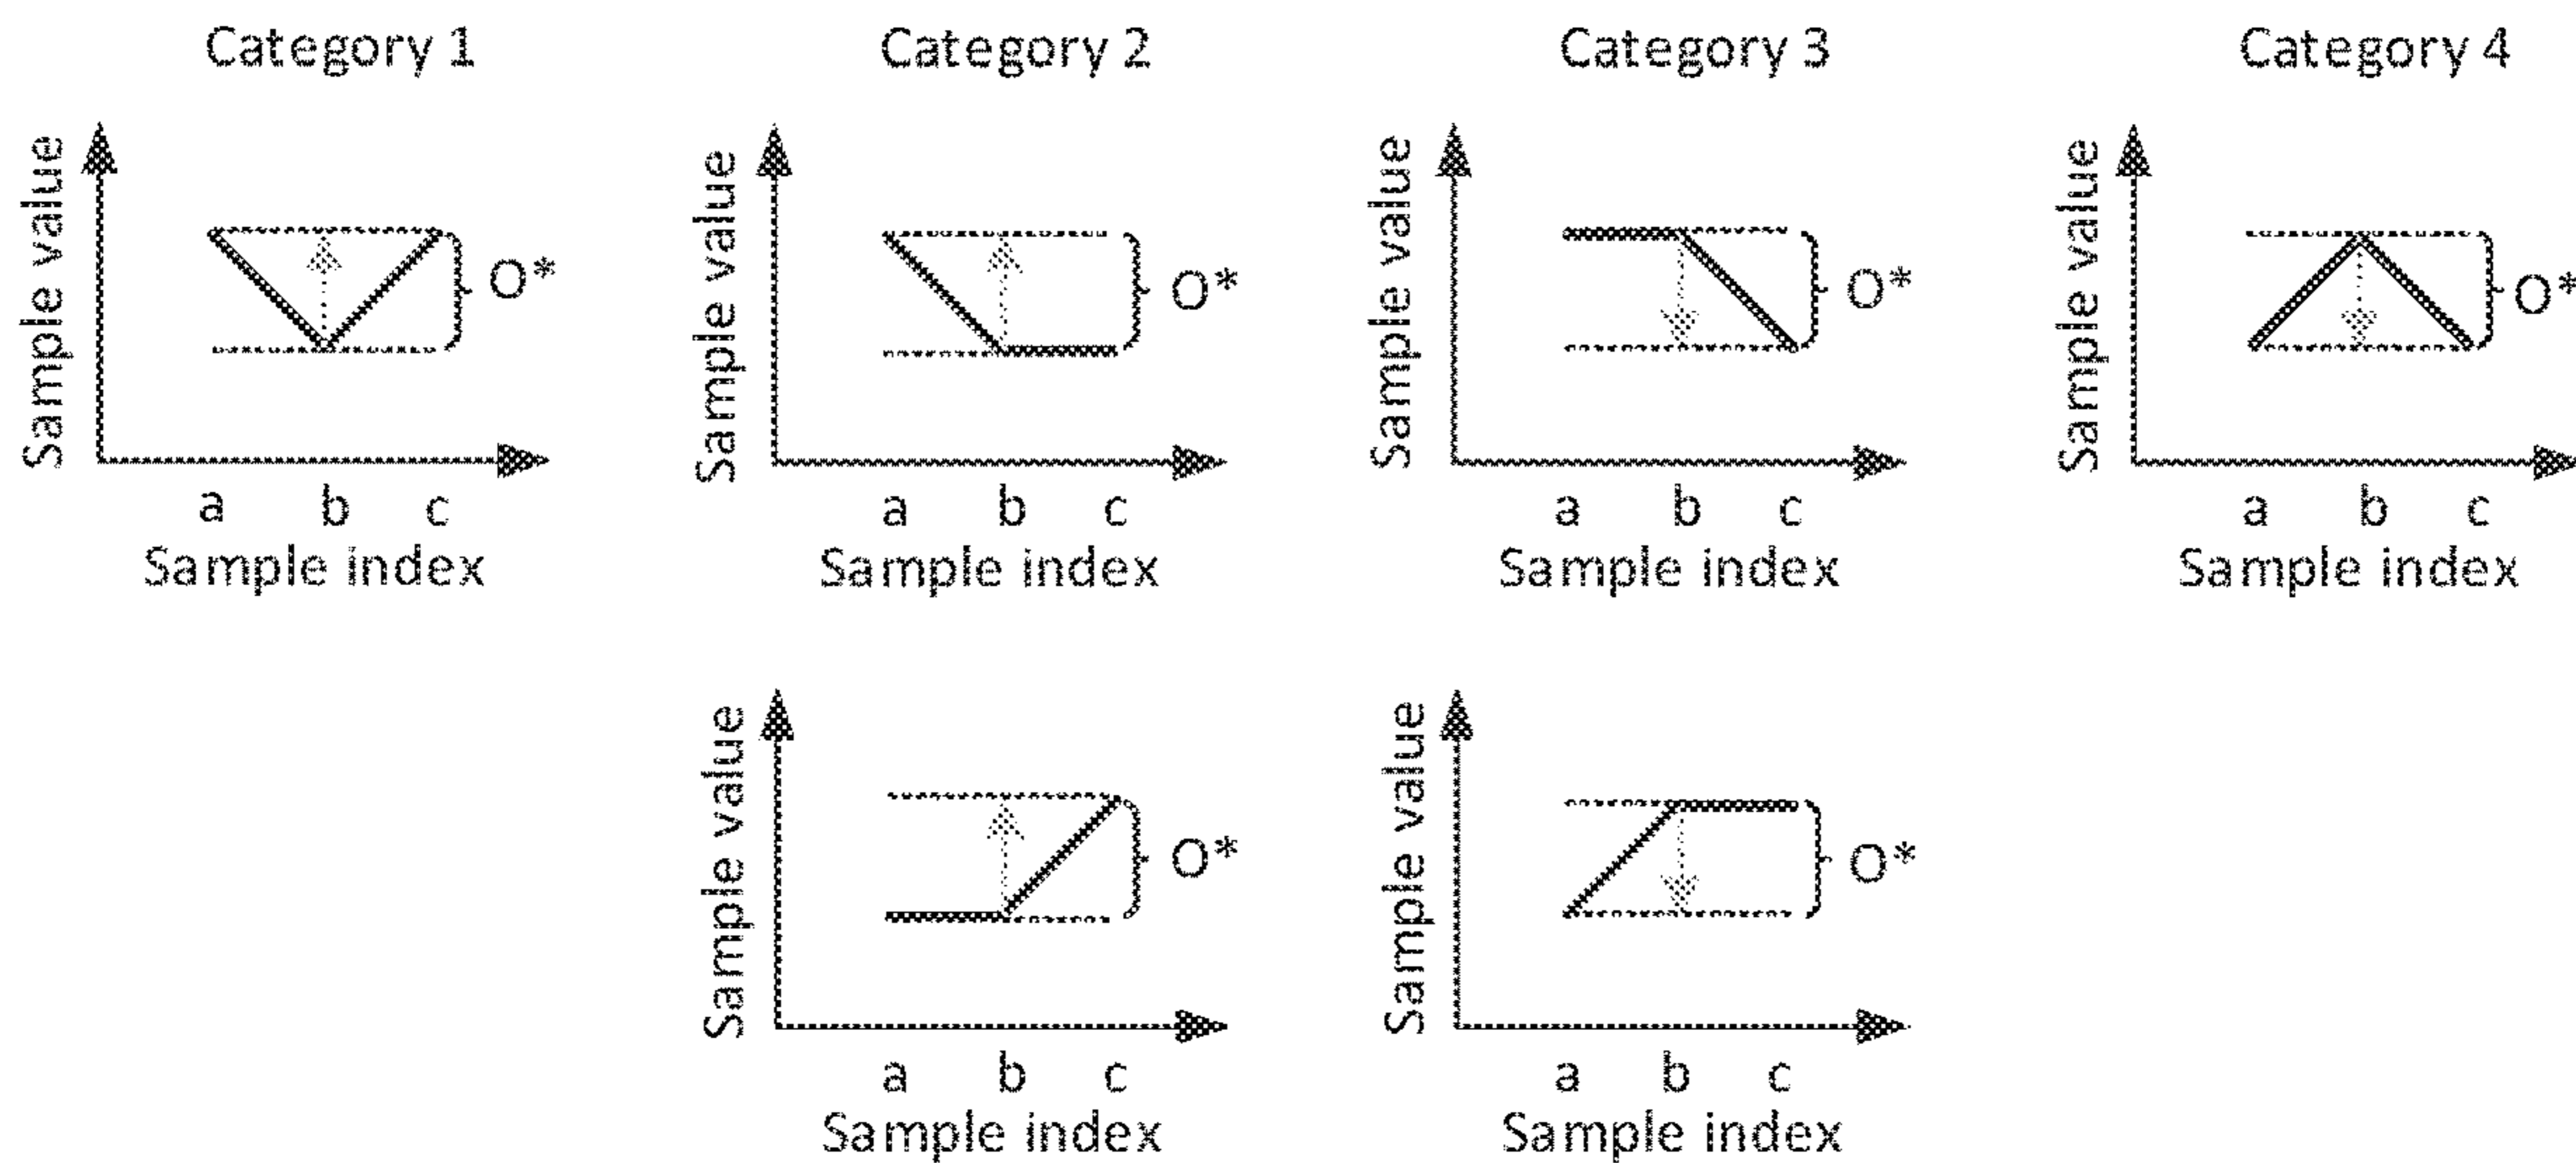 Category 1
Category 2
Category 3
Category 4
Sample value
O*
a b c
Sample index
Sample value
O*
a b c
Sample index
Sample value
O*
a b c
Sample index
Sample value
O*
a b c
Sample index
Sample value
O*
a b c
Sample index
Sample value
O*
a b c
Sample index